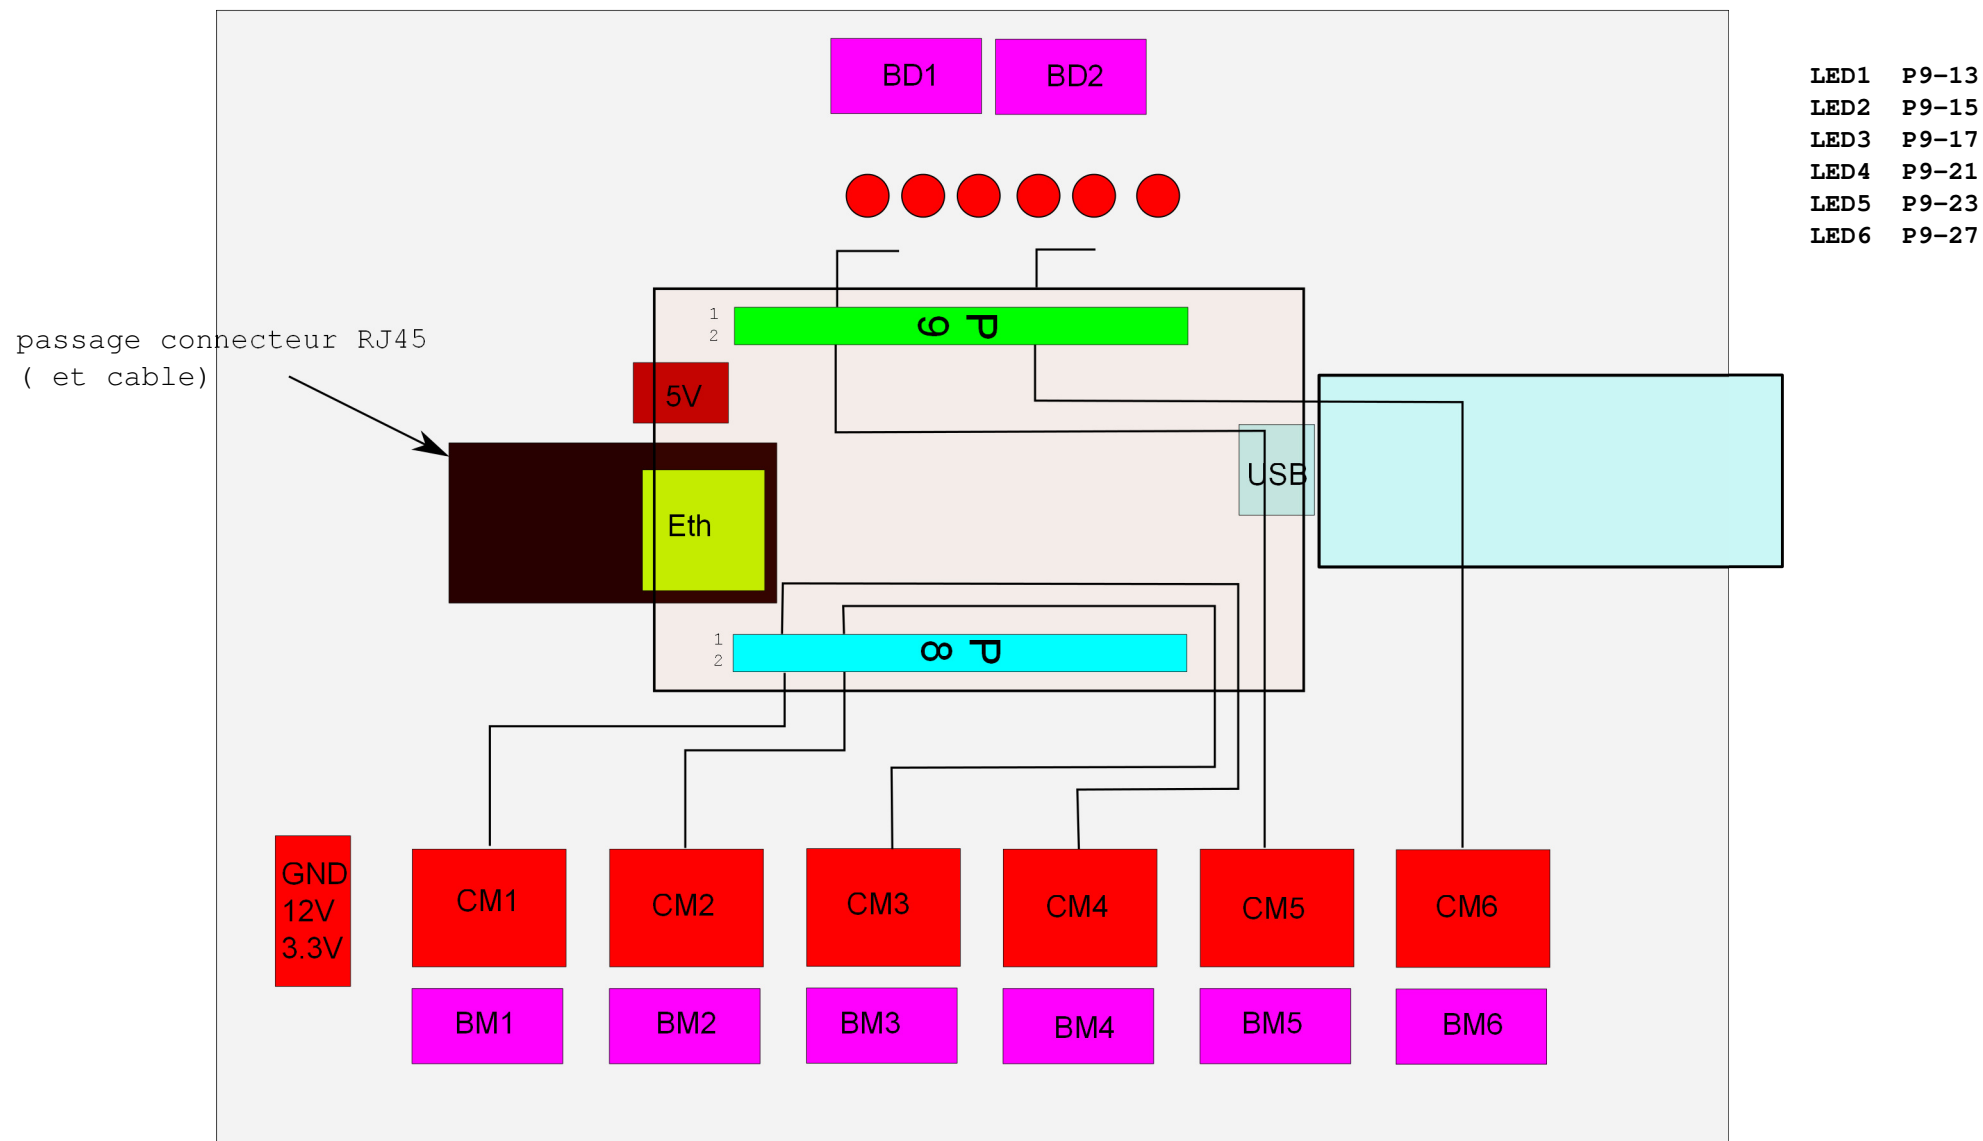 BD1 BD2
LED1 P9-13
LED2 P9-15
LED3 P9-17
LED4 P9-21
LED5 P9-23
LED6 P9-27
1
2
P9
passage connecteur RJ45
( et cable)
5V
USB
Eth
1
2
P8
GND
12V
3.3V
CM1 CM2 CM3 CM4 CM5 CM6
BM1 BM2 BM3 BM4 BM5 BM6